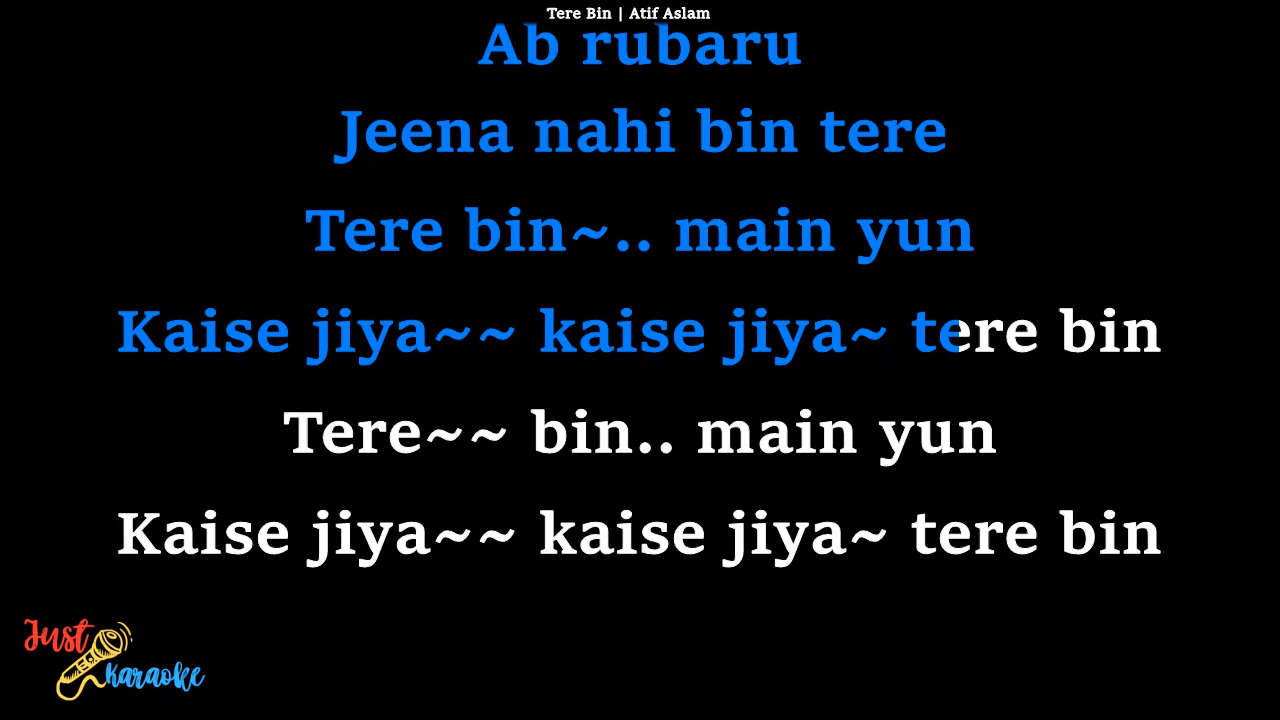 Tere Bin | Atif Aslam
Ab rubaru
Jeena nahi bin tere
Tere bin~.. main yun
Kaise jiya~~ kaise jiya~ tere bin
Tere~~ bin.. main yun
Kaise jiya~~ kaise jiya~ tere bin
Just
Karaoke